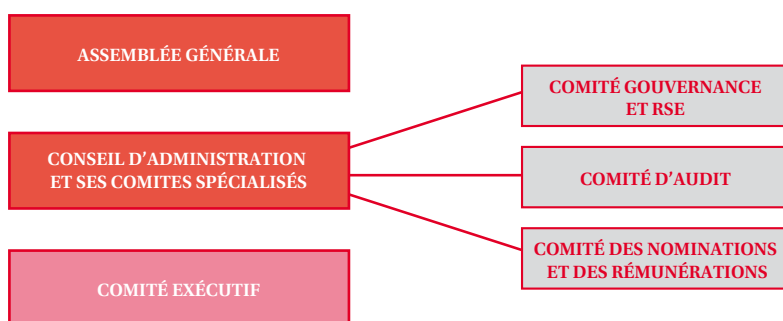 ASSEMBLÉE GÉNÉRALE
CONSEIL D'ADMINISTRATION
ET SES COMITES SPÉCIALISÉS
COMITÉ EXÉCUTIF
COMITÉ GOUVERNANCE
ET RSE
COMITÉ D'AUDIT
COMITÉ DES NOMINATIONS
ET DES RÉMUNÉRATIONS